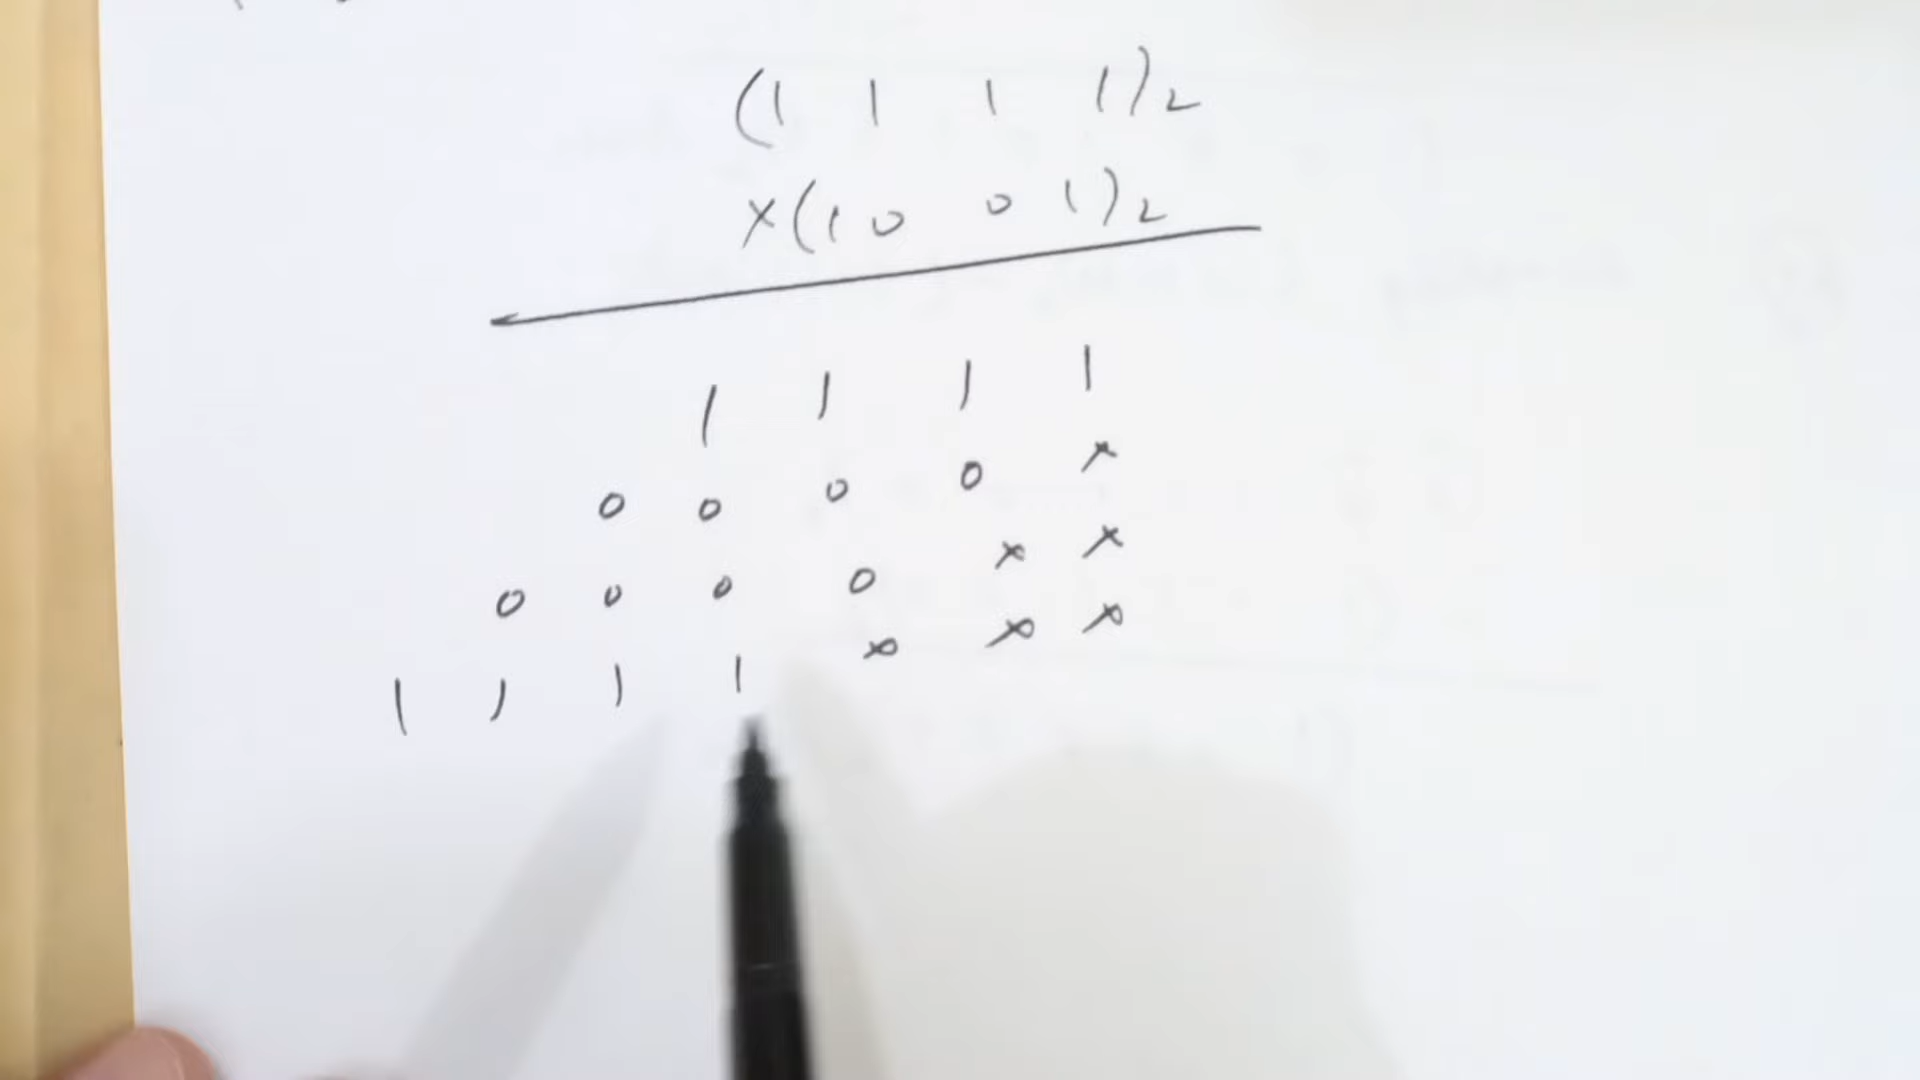 (1 1 1 1)₂
×(1 0 0 1)₂
1 1 1 1
0 0 0 0 ×
0 0 0 0 × ×
1 1 1 1 × × ×